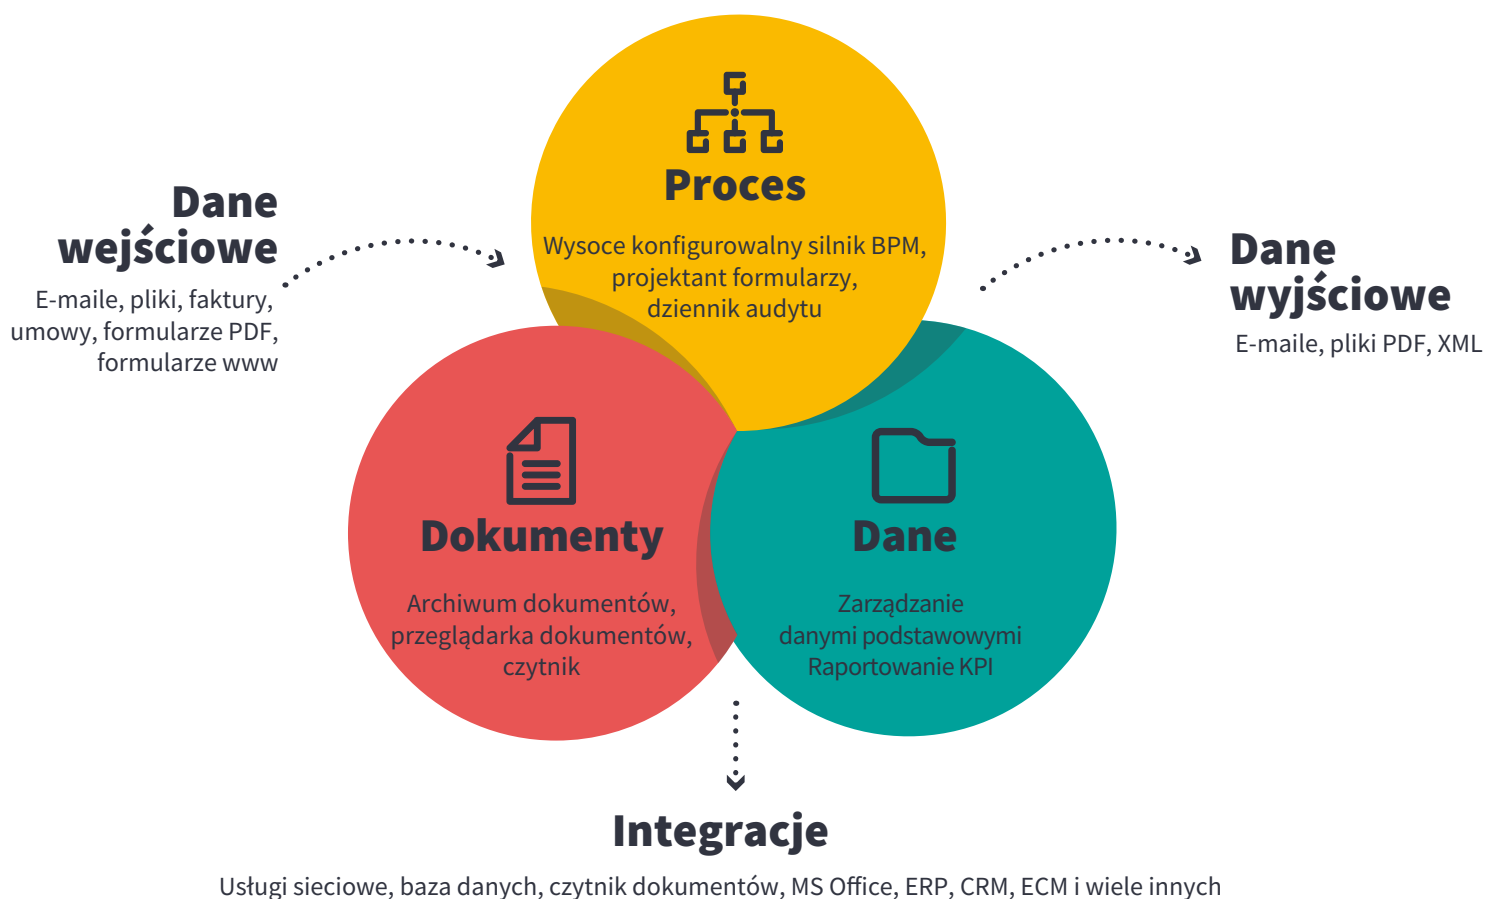 Dane
wejściowe
E-maile, pliki, faktury,
umowy, formularze PDF,
formularze www
Proces
Wysoce konfigurowalny silnik BPM,
projektant formularzy,
dziennik audytu
Dane
wyjściowe
E-maile, pliki PDF, XML
Dokumenty
Archiwum dokumentów,
przeglądarka dokumentów,
czytnik
Dane
Zarządzanie
danymi podstawowymi
Raportowanie KPI
Integracje
Usługi sieciowe, baza danych, czytnik dokumentów, MS Office, ERP, CRM, ECM i wiele innych